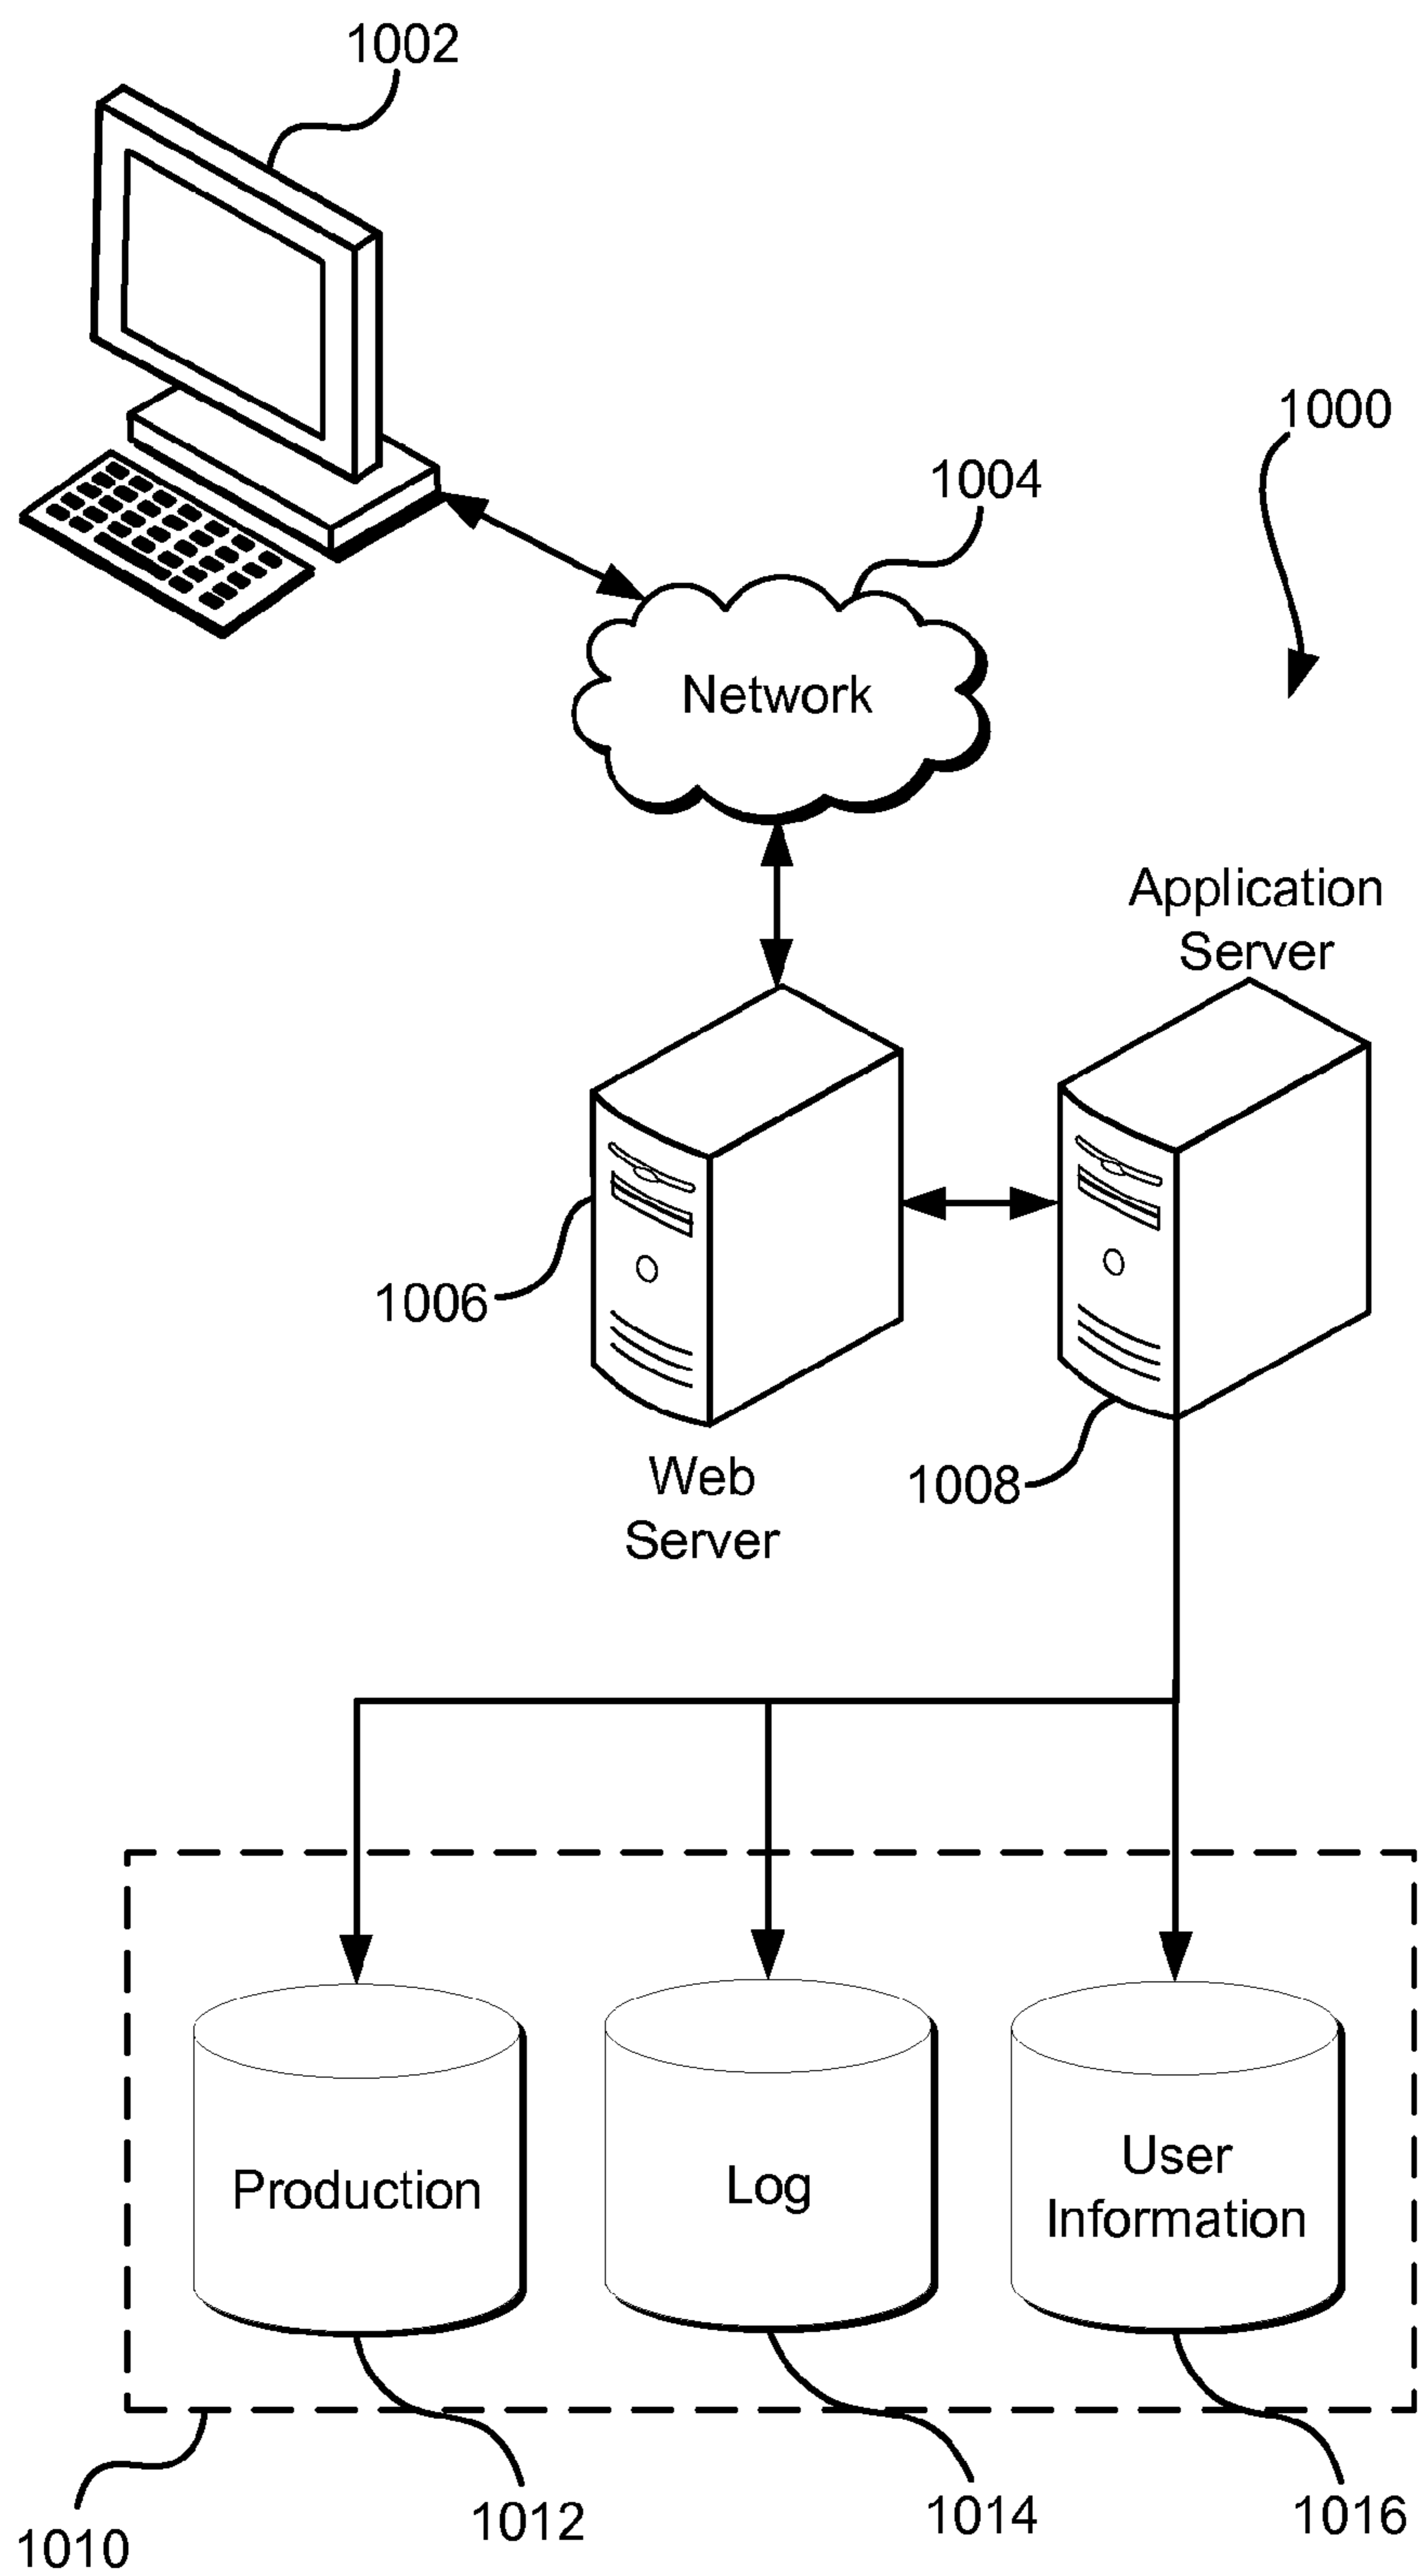 1002
1000
1004
Network
Application
Server
1006
Web
Server
1008
Production
Log
User
Information
1010
1012
1014
1016